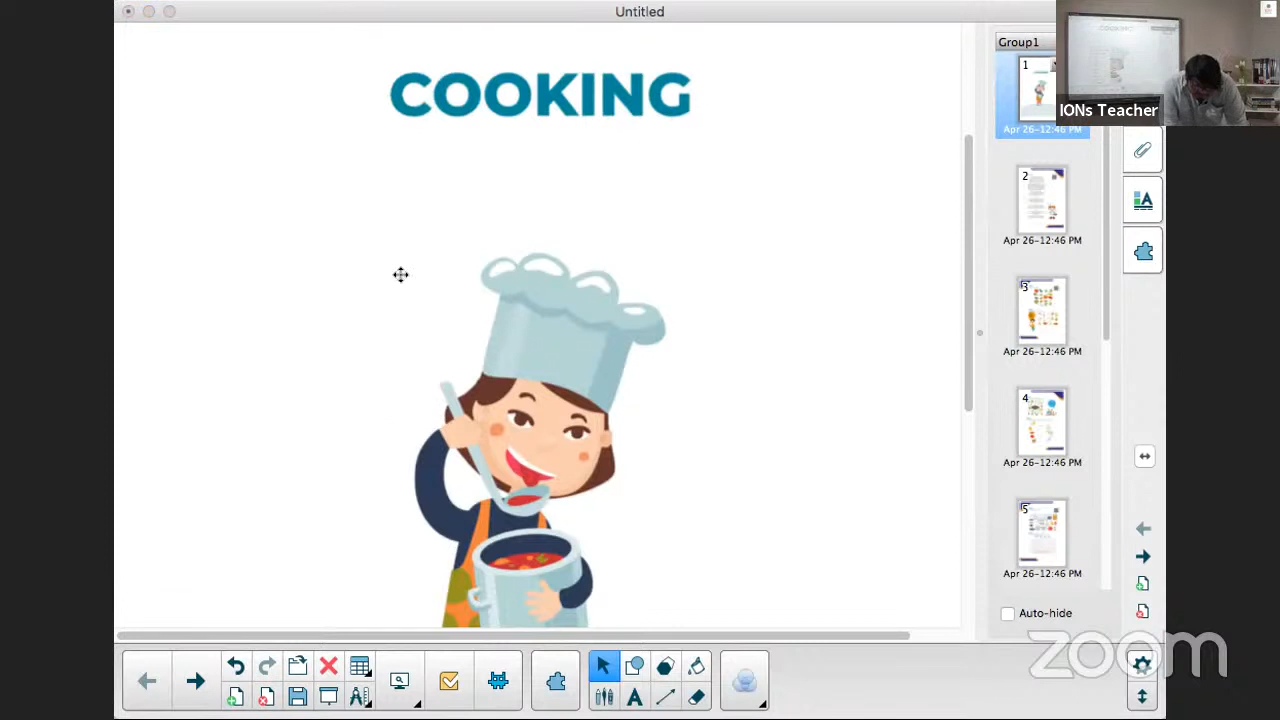 Untitled
COOKING
Group1
1
Apr 26-12:46 PM
2
Apr 26-12:46 PM
3
Apr 26-12:46 PM
4
Apr 26-12:46 PM
5
Apr 26-12:46 PM
Auto-hide
IONs Teacher
zoom